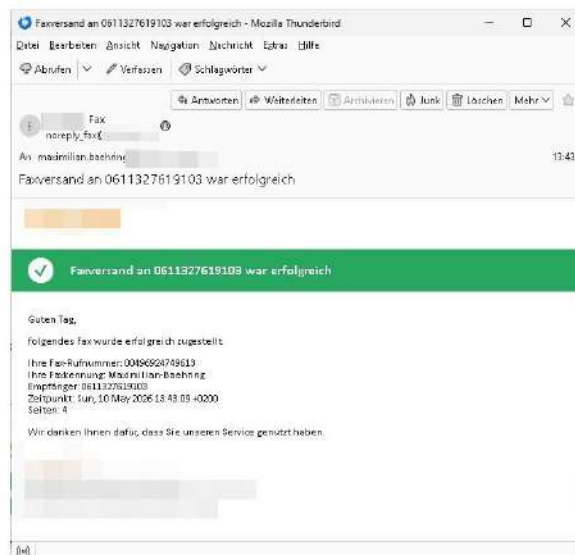 Faxversand an 0611327619103 war erfolgreich - Mozilla Thunderbird
Datei Bearbeiten Ansicht Navigation Nachricht Extras Hilfe
Abrufen Verfassen Schlagwörter
Antworten Weiterleiten Archivieren Junk Löschen Mehr
F Fax
noreply_fax@
An maximilian.baehring 13:43
Faxversand an 0611327619103 war erfolgreich
Faxversand an 0611327619103 war erfolgreich
Guten Tag,
folgendes Fax wurde erfolgreich zugestellt
Ihre Fax-Rufnummer: 00496924749613
Ihre Faxkennung: Maximilian-Baehring
Empfänger: 0611327619103
Zeitpunkt: Sun, 10 May 2026 13:43:09 +0200
Seiten: 4
Wir danken Ihnen dafür, dass Sie unseren Service genutzt haben.